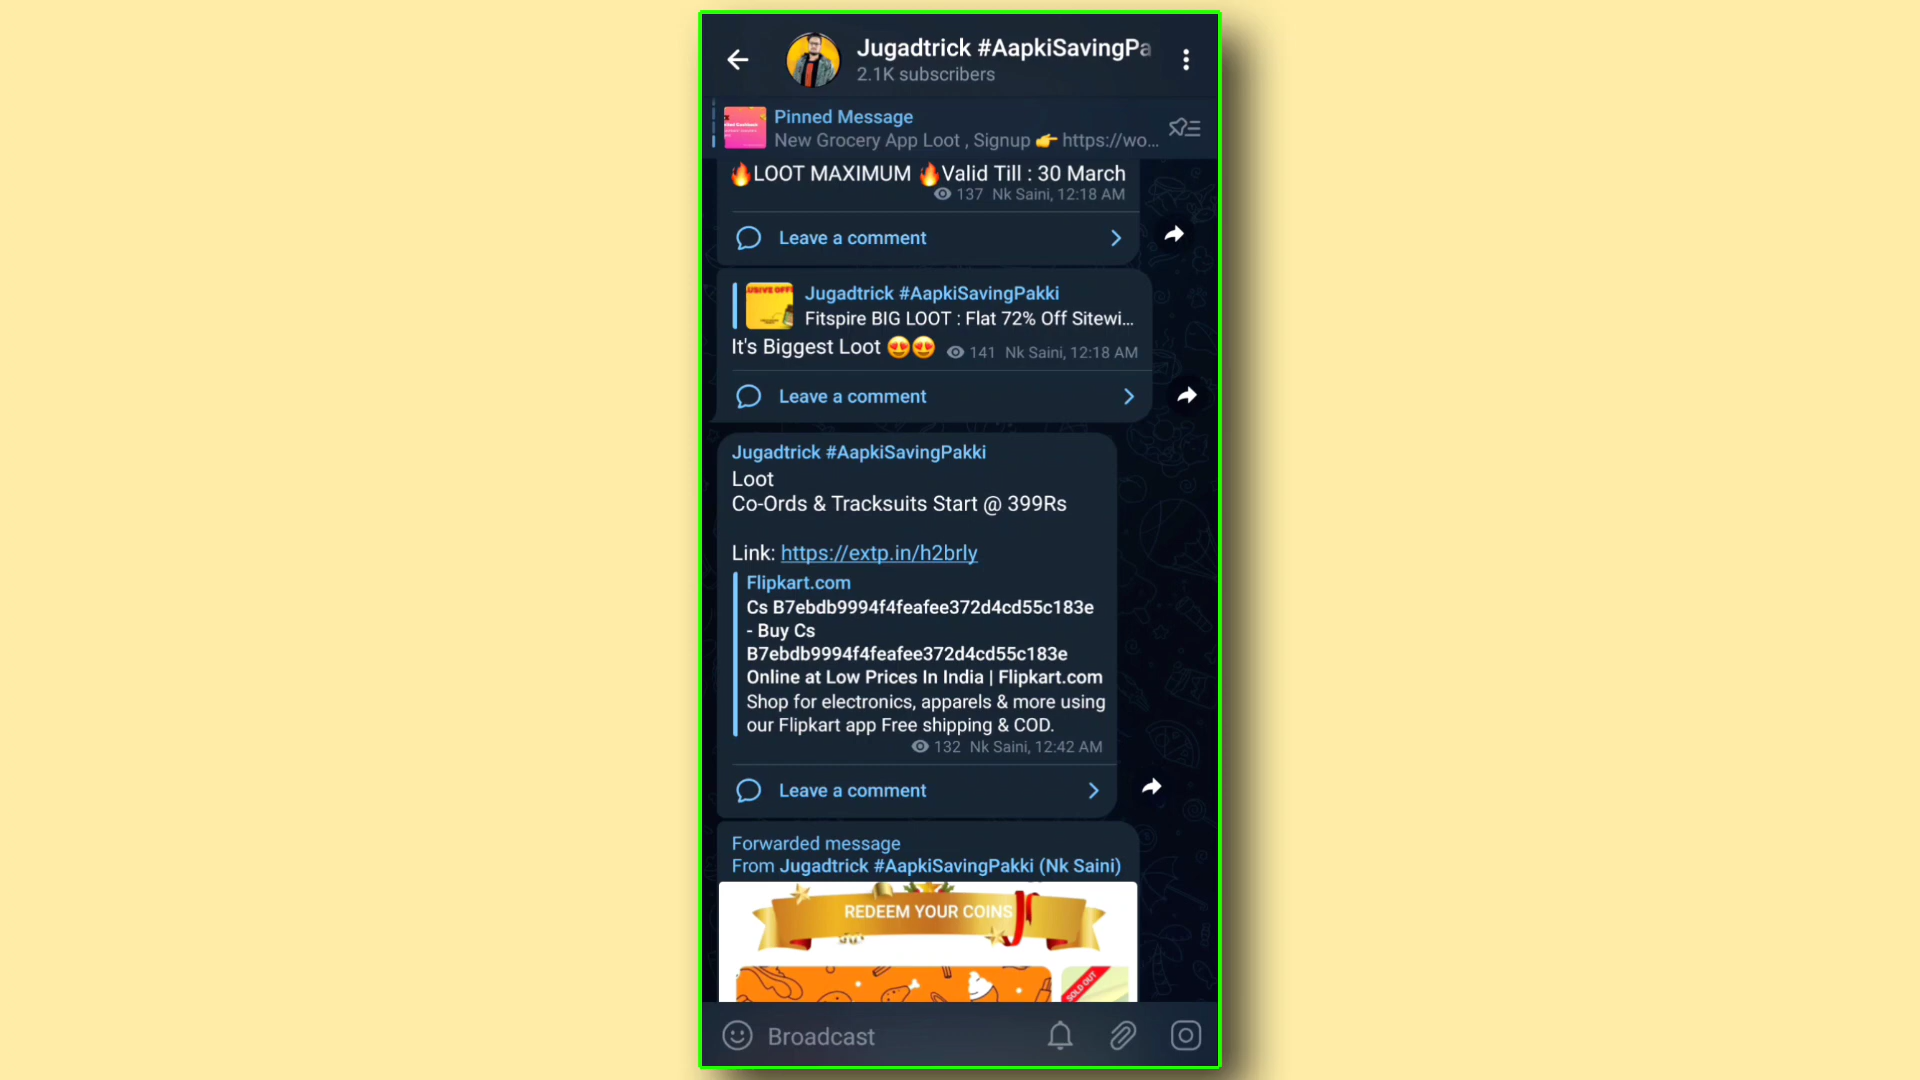 Jugadtrick #AapkiSavingPa
2.1K subscribers
Pinned Message
New Grocery App Loot , Signup 👉 https://wo...
🔥LOOT MAXIMUM 🔥Valid Till : 30 March
137 Nk Saini, 12:18 AM
Leave a comment
Jugadtrick #AapkiSavingPakki
Fitspire BIG LOOT : Flat 72% Off Sitewi...
It's Biggest Loot 😍😍 141 Nk Saini, 12:18 AM
Leave a comment
Jugadtrick #AapkiSavingPakki
Loot
Co-Ords & Tracksuits Start @ 399Rs
Link: https://extp.in/h2brly
Flipkart.com
Cs B7ebdb9994f4feafee372d4cd55c183e
- Buy Cs
B7ebdb9994f4feafee372d4cd55c183e
Online at Low Prices In India | Flipkart.com
Shop for electronics, apparels & more using
our Flipkart app Free shipping & COD.
132 Nk Saini, 12:42 AM
Leave a comment
Forwarded message
From Jugadtrick #AapkiSavingPakki (Nk Saini)
REDEEM YOUR COINS
SOLD OUT
Broadcast